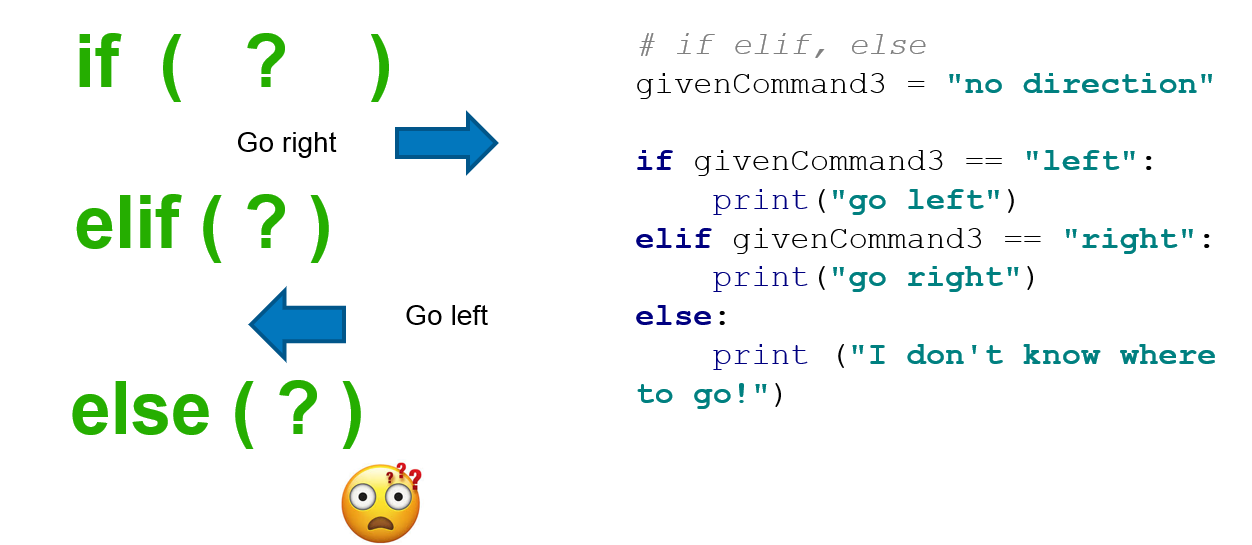 if ( ? )
Go right
elif ( ? )
Go left
else ( ? )
???
# if elif, else
givenCommand3 = "no direction"
if givenCommand3 == "left":
    print("go left")
elif givenCommand3 == "right":
    print("go right")
else:
    print ("I don't know where
to go!")